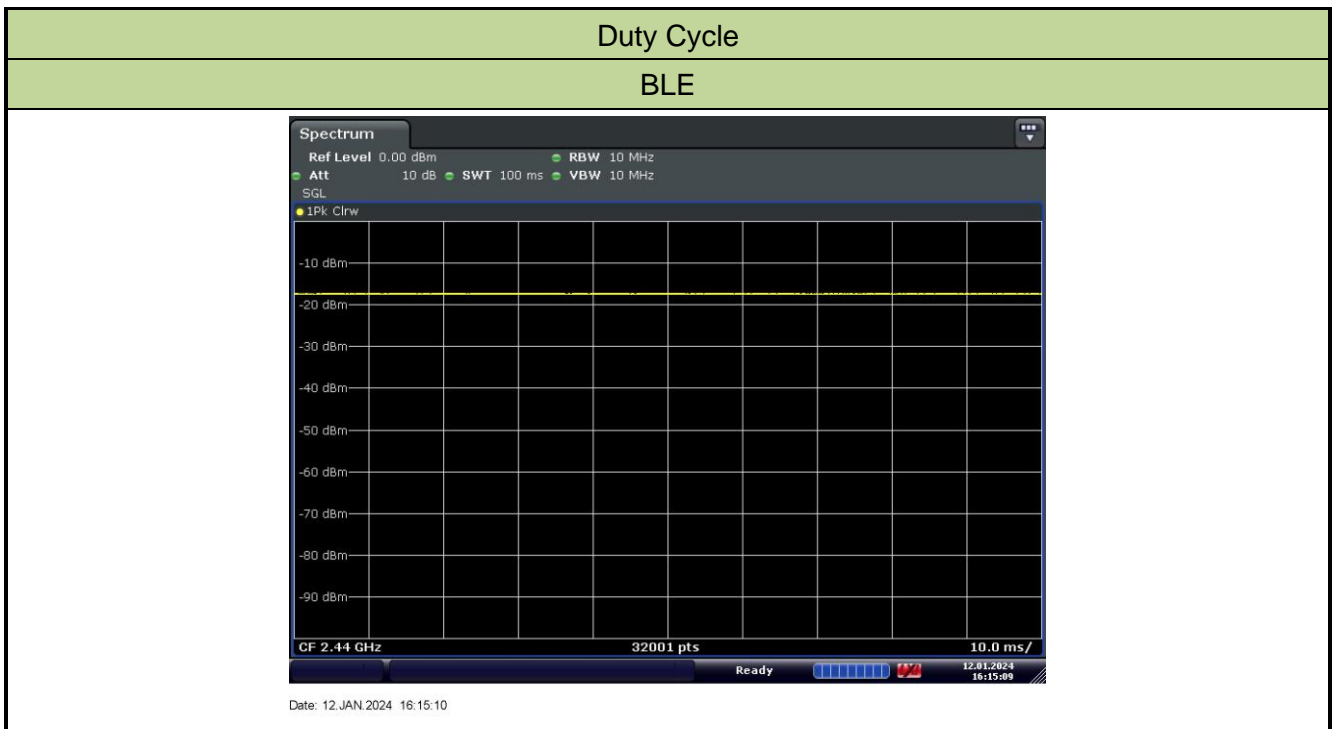 Duty Cycle
BLE
Spectrum
Ref Level 0.00 dBm RBW 10 MHz
Att 10 dB SWT 100 ms VBW 10 MHz
SGL
1Pk Clrw
-10 dBm
-20 dBm
-30 dBm
-40 dBm
-50 dBm
-60 dBm
-70 dBm
-80 dBm
-90 dBm
CF 2.44 GHz 32001 pts 10.0 ms/
Ready 12.01.2024
16:15:09
Date: 12.JAN.2024 16:15:10